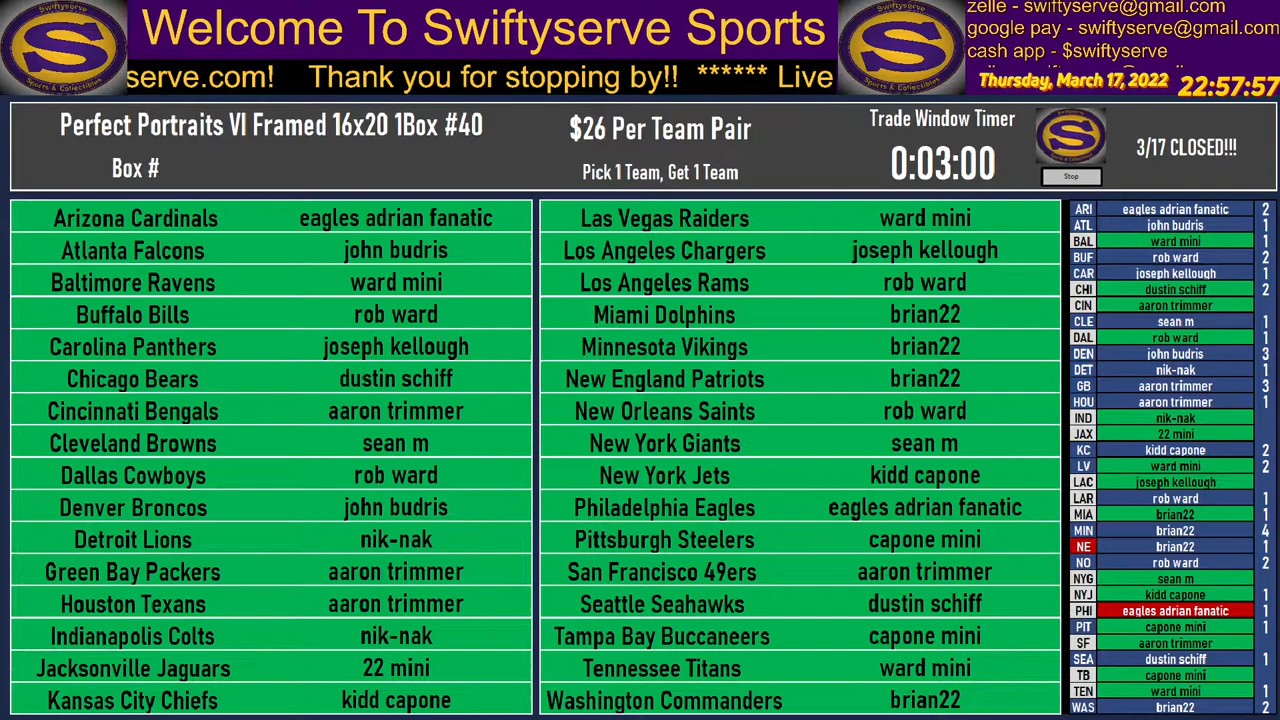 Welcome To Swiftyserve Sports
serve.com! Thank you for stopping by!! ****** Live
zelle - swiftyserve@gmail.com
google pay - swiftyserve@gmail.com
cash app - $swiftyserve
Thursday, March 17, 2022 22:57:57
Perfect Portraits VI Framed 16x20 1Box #40
Box #
$26 Per Team Pair
Pick 1 Team, Get 1 Team
Trade Window Timer
0:03:00
Stop
3/17 CLOSED!!!
Arizona Cardinals eagles adrian fanatic
Atlanta Falcons john budris
Baltimore Ravens ward mini
Buffalo Bills rob ward
Carolina Panthers joseph kellough
Chicago Bears dustin schiff
Cincinnati Bengals aaron trimmer
Cleveland Browns sean m
Dallas Cowboys rob ward
Denver Broncos john budris
Detroit Lions nik-nak
Green Bay Packers aaron trimmer
Houston Texans aaron trimmer
Indianapolis Colts nik-nak
Jacksonville Jaguars 22 mini
Kansas City Chiefs kidd capone
Las Vegas Raiders ward mini
Los Angeles Chargers joseph kellough
Los Angeles Rams rob ward
Miami Dolphins brian22
Minnesota Vikings brian22
New England Patriots brian22
New Orleans Saints rob ward
New York Giants sean m
New York Jets kidd capone
Philadelphia Eagles eagles adrian fanatic
Pittsburgh Steelers capone mini
San Francisco 49ers aaron trimmer
Seattle Seahawks dustin schiff
Tampa Bay Buccaneers capone mini
Tennessee Titans ward mini
Washington Commanders brian22
ARI eagles adrian fanatic 2
ATL john budris 1
BAL ward mini 1
BUF rob ward 2
CAR joseph kellough 1
CHI dustin schiff 2
CIN aaron trimmer
CLE sean m 1
DAL rob ward 1
DEN john budris 3
DET nik-nak 1
GB aaron trimmer 3
HOU aaron trimmer 1
IND nik-nak
JAX 22 mini
KC kidd capone 2
LV ward mini 2
LAC joseph kellough
LAR rob ward 1
MIA brian22 1
MIN brian22 4
NE brian22 1
NO rob ward 2
NYG sean m
NYJ kidd capone 1
PHI eagles adrian fanatic 1
PIT capone mini 1
SF aaron trimmer
SEA dustin schiff 1
TB capone mini
TEN ward mini 1
WAS brian22 2